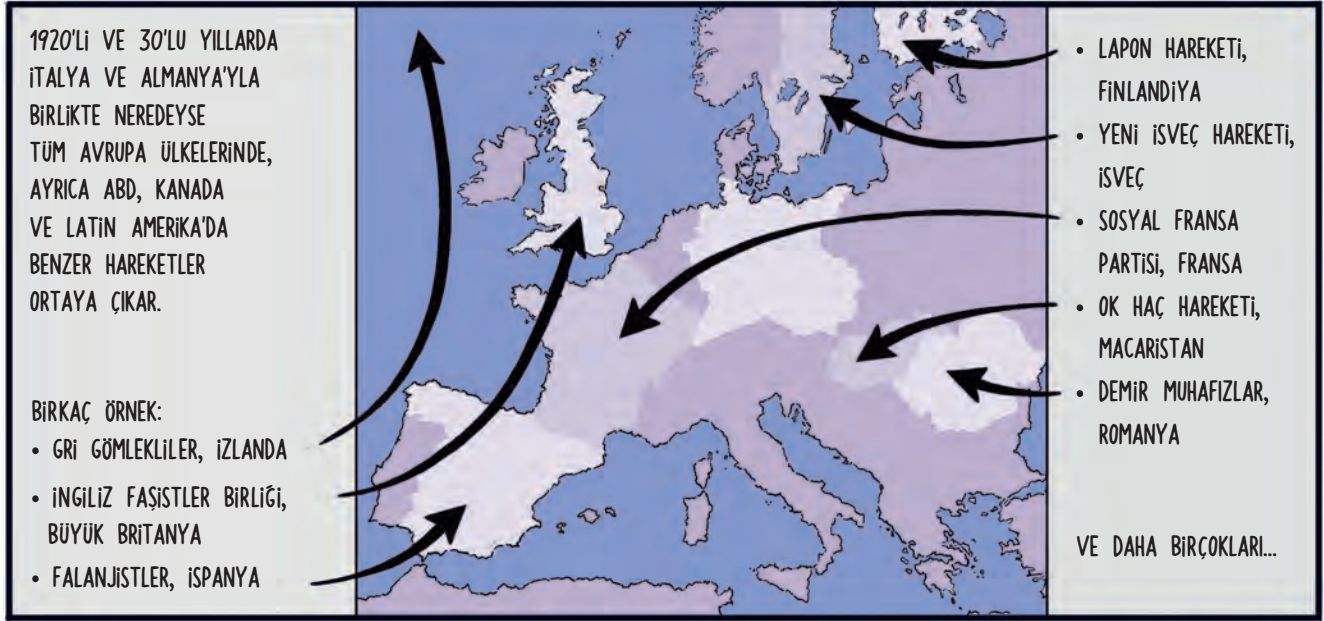 1920'Lİ VE 30'LU YILLARDA
İTALYA VE ALMANYA'YLA
BİRLİKTE NEREDEYSE
TÜM AVRUPA ÜLKELERİNDE,
AYRICA ABD, KANADA
VE LATİN AMERİKA'DA
BENZER HAREKETLER
ORTAYA ÇIKAR.
BİRKAÇ ÖRNEK:
• GRİ GÖMLEKLİLER, İZLANDA
• İNGİLİZ FAŞİSTLER BİRLİĞİ,
BÜYÜK BRİTANYA
• FALANJİSTLER, İSPANYA
• LAPON HAREKETİ,
FİNLANDİYA
• YENİ İSVEÇ HAREKETİ,
İSVEÇ
• SOSYAL FRANSA
PARTİSİ, FRANSA
• OK HAÇ HAREKETİ,
MACARİSTAN
• DEMİR MUHAFIZLAR,
ROMANYA
VE DAHA BİRÇOKLARI...